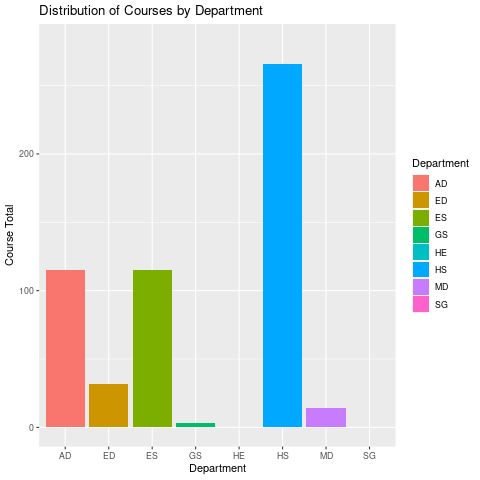 Distribution of Courses by Department
Course Total
200
100
0
AD ED ES GS HE HS MD SG
Department
Department
AD
ED
ES
GS
HE
HS
MD
SG